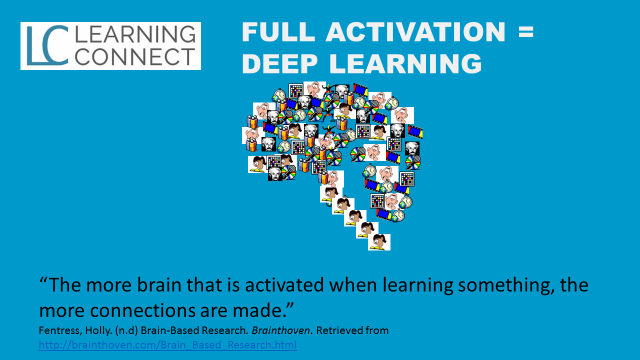 LC LEARNING
CONNECT
FULL ACTIVATION =
DEEP LEARNING
“The more brain that is activated when learning something, the
more connections are made.”
Fentress, Holly. (n.d) Brain-Based Research. Brainthoven. Retrieved from
http://brainthoven.com/Brain_Based_Research.html